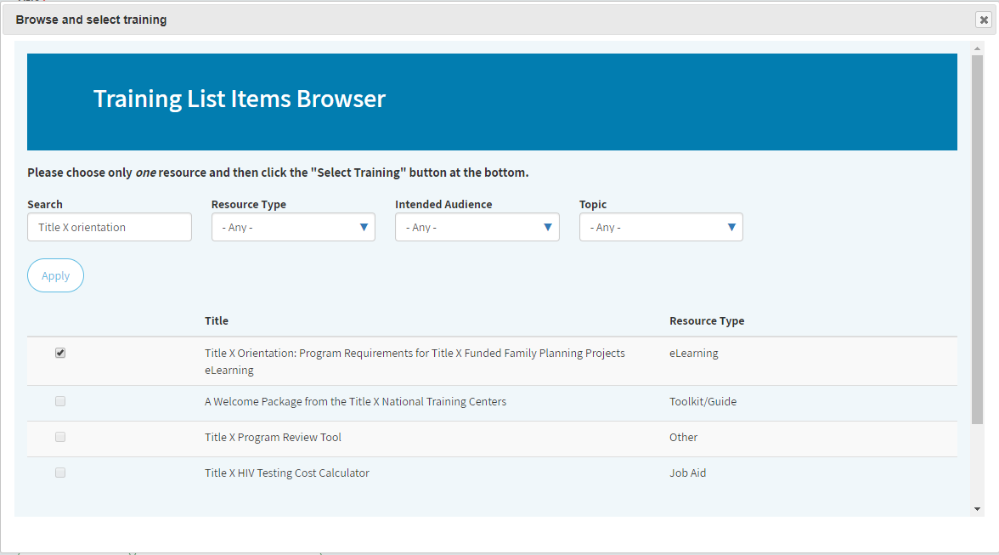 Browse and select training
Training List Items Browser
Please choose only one resource and then click the "Select Training" button at the bottom.
Search Resource Type Intended Audience Topic
Title X orientation - Any - - Any - - Any -
Apply
Title Resource Type
Title X Orientation: Program Requirements for Title X Funded Family Planning Projects eLearning
eLearning
A Welcome Package from the Title X National Training Centers Toolkit/Guide
Title X Program Review Tool Other
Title X HIV Testing Cost Calculator Job Aid